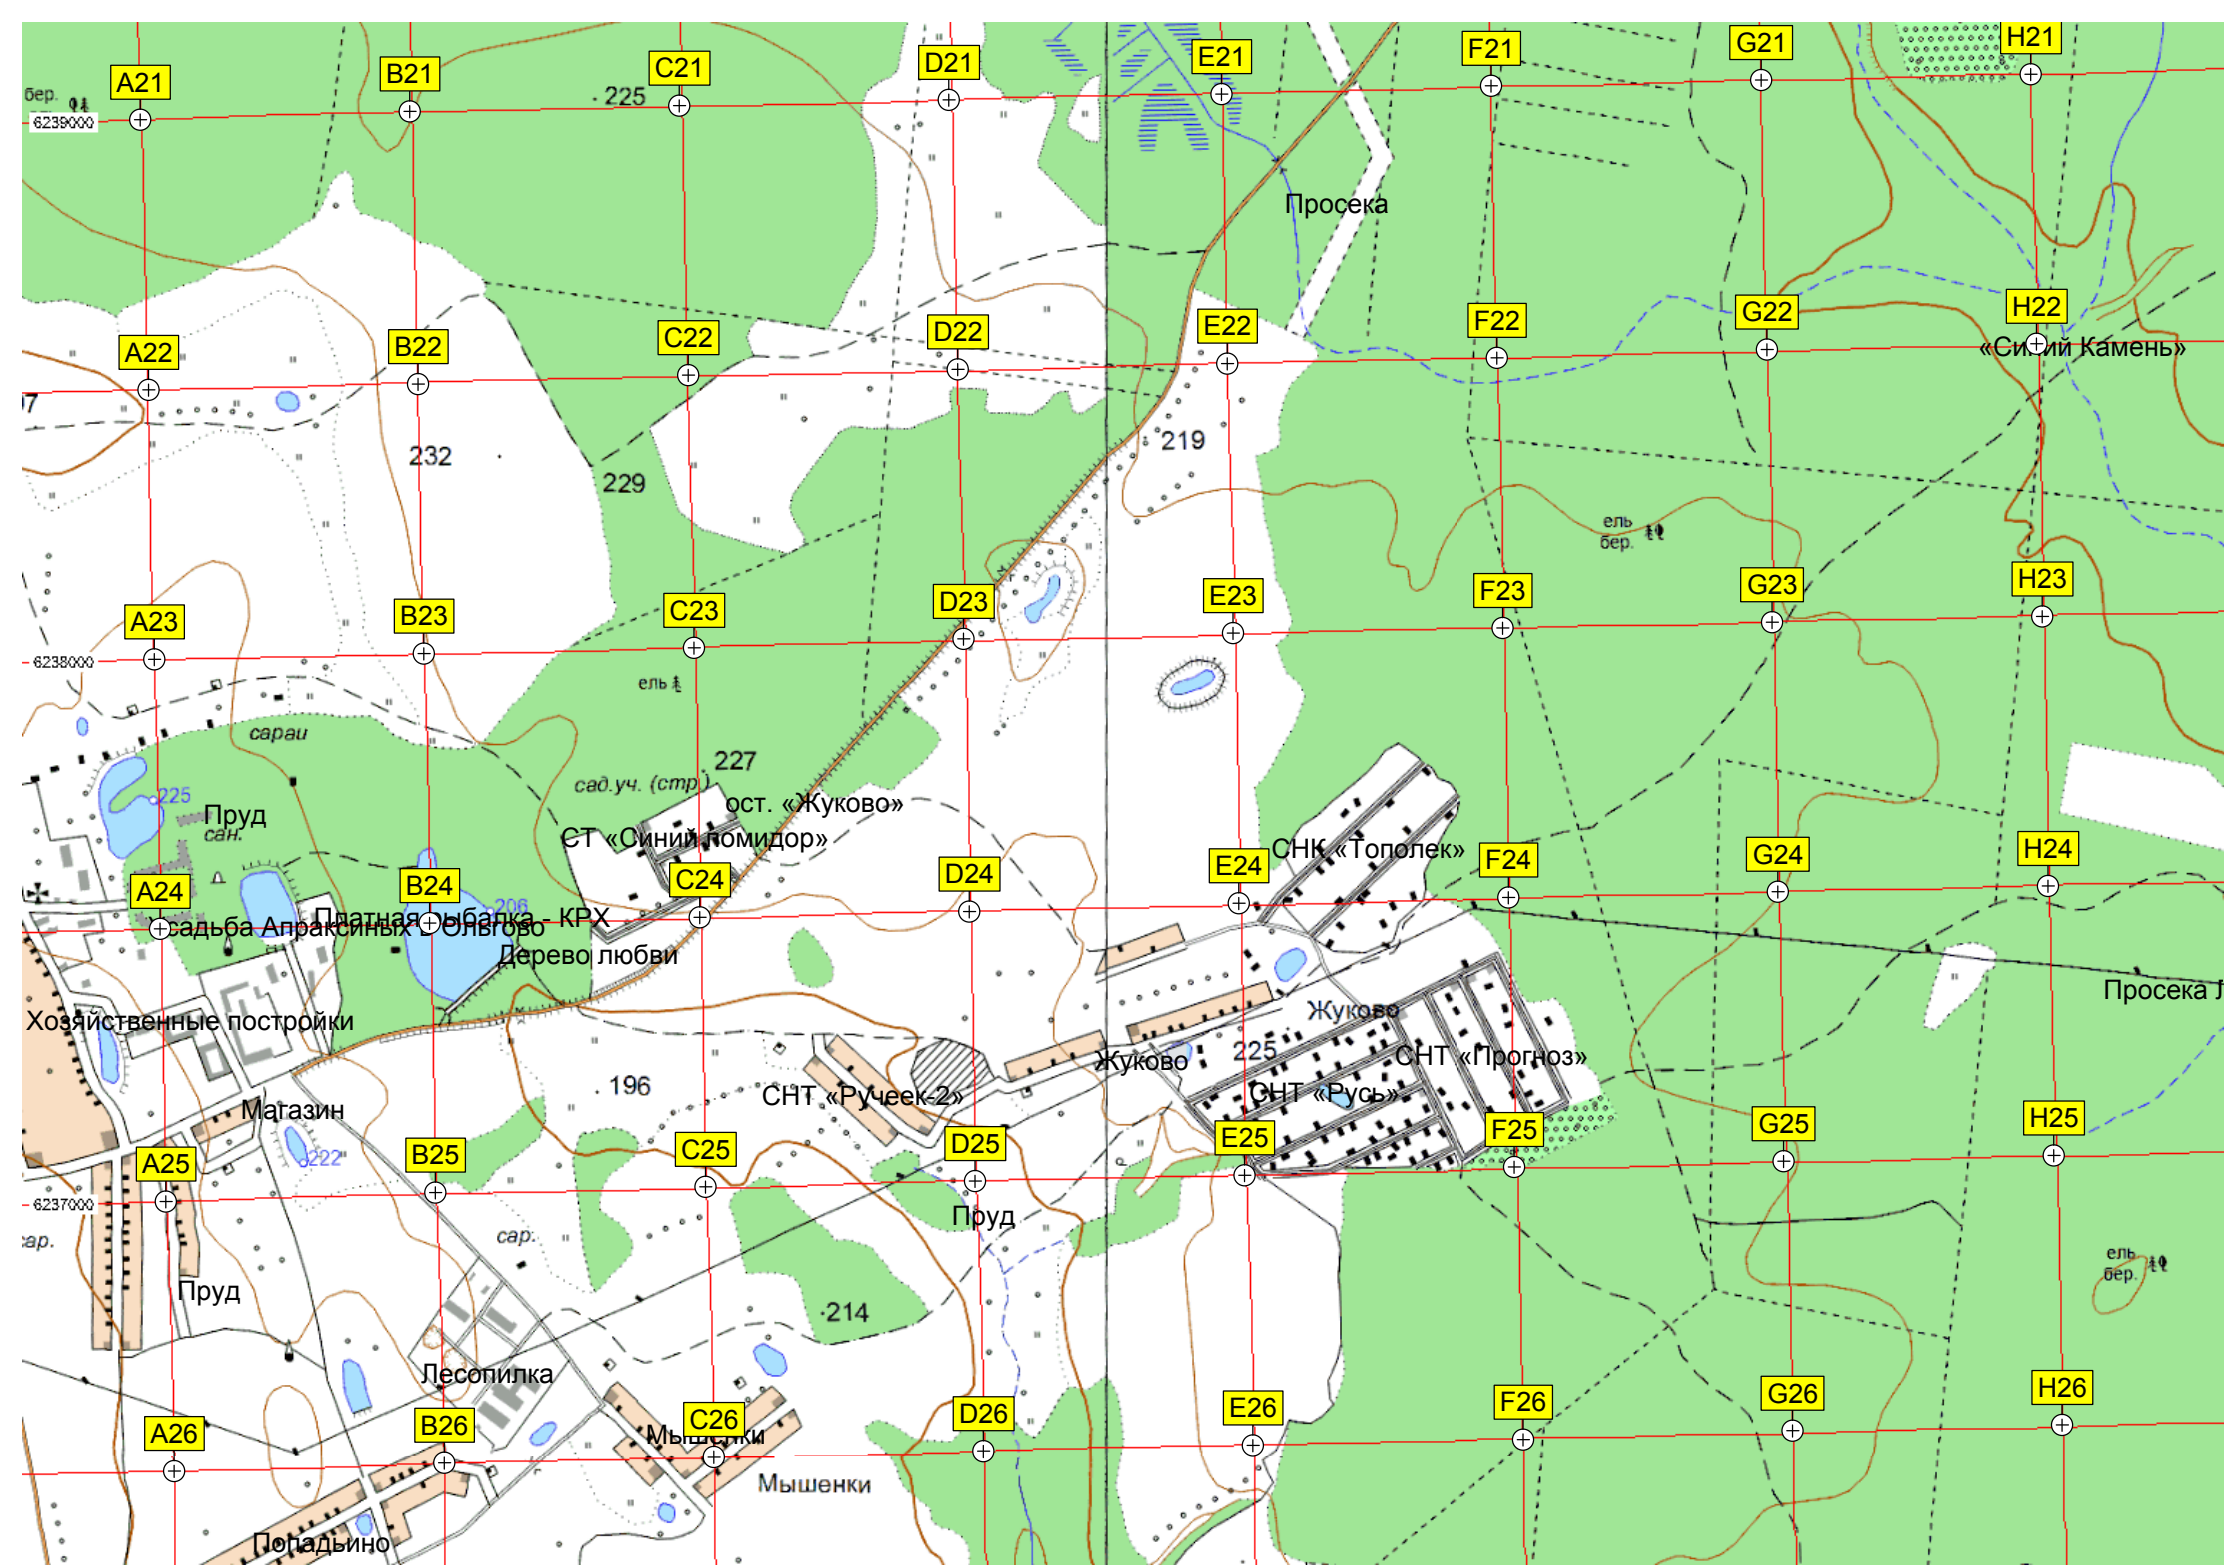 A21
B21
C21
D21
E21
F21
G21
H21
бер.
225
6239000
Просека
A22
B22
C22
D22
E22
F22
G22
H22
«Синий Камень»
232
229
219
ель
бер.
A23
B23
C23
D23
E23
F23
G23
H23
6238000
ель
сараи
227
сад.уч. (стр.)
225
Пруд
сан.
ост. «Жуково»
СТ «Синий помидор»
СНК «Тополек»
A24
B24
C24
D24
E24
F24
G24
H24
206
Платная рыбалка - КРХ
Усадьба Апраксиных в Ольгово
Дерево любви
Просека
Хозяйственные постройки
Жуково
225
Жуково
СНТ «Прогноз»
196
СНТ «Ручеек-2»
СНТ «Русь»
Магазин
222
A25
B25
C25
D25
E25
F25
G25
H25
6237000
Пруд
сар.
ель
бер.
Пруд
214
Лесопилка
A26
B26
C26
D26
E26
F26
G26
H26
Мышенки
Мышенки
Попадьино